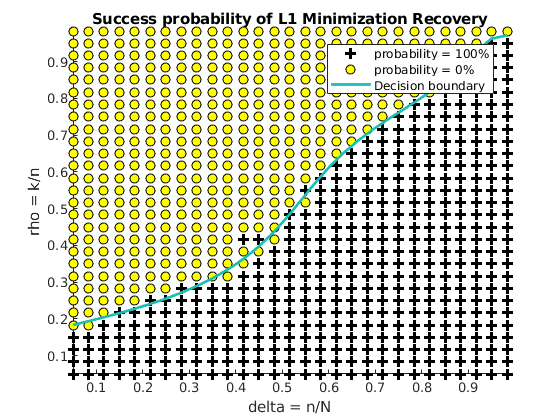 Success probability of L1 Minimization Recovery
probability = 100%
probability = 0%
Decision boundary
rho = k/n
0.9
0.8
0.7
0.6
0.5
0.4
0.3
0.2
0.1
0.1 0.2 0.3 0.4 0.5 0.6 0.7 0.8 0.9
delta = n/N